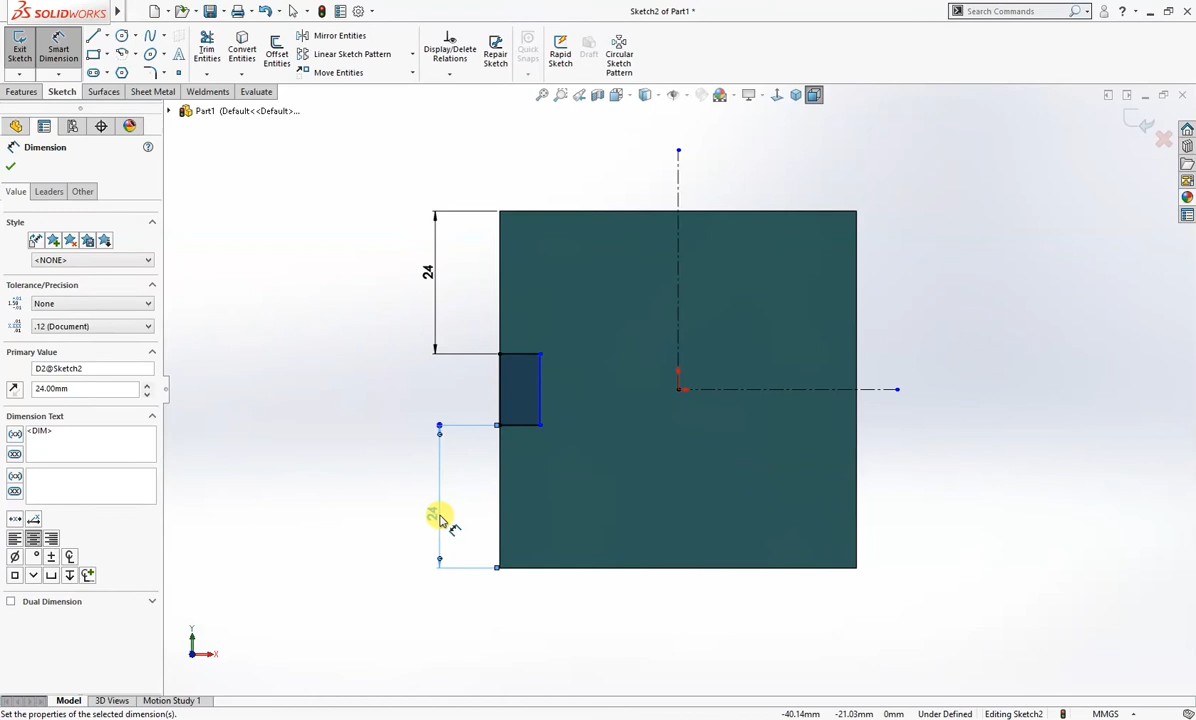 SOLIDWORKS
Sketch2 of Part1 *
Search Commands
Exit Sketch
Smart Dimension
Trim Entities
Convert Entities
Offset Entities
Mirror Entities
Linear Sketch Pattern
Move Entities
Display/Delete Relations
Repair Sketch
Quick Snaps
Rapid Sketch
Draft
Circular Sketch Pattern
Features
Sketch
Surfaces
Sheet Metal
Weldments
Evaluate
Part1 (Default<<Default>...
Dimension
Value
Leaders
Other
Style
<NONE>
Tolerance/Precision
None
.12 (Document)
Primary Value
D2@Sketch2
24.00mm
Dimension Text
<DIM>
Dual Dimension
24
24
Y
X
Model
3D Views
Motion Study 1
Set the properties of the selected dimension(s).
-40.14mm
-21.03mm
0mm
Under Defined
Editing Sketch2
MMGS